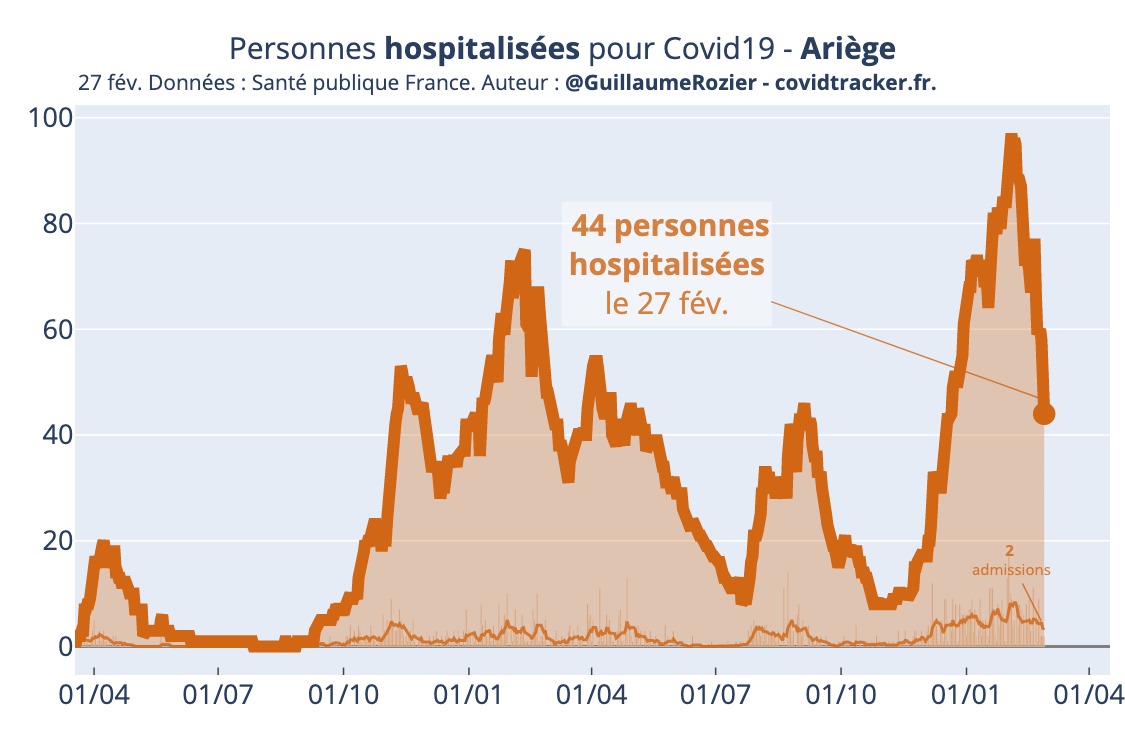 Personnes hospitalisées pour Covid19 - Ariège
27 fév. Données : Santé publique France. Auteur : @GuillaumeRozier - covidtracker.fr.
100
80
60
40
20
0
44 personnes
hospitalisées
le 27 fév.
2
admissions
01/04
01/07
01/10
01/01
01/04
01/07
01/10
01/01
01/04